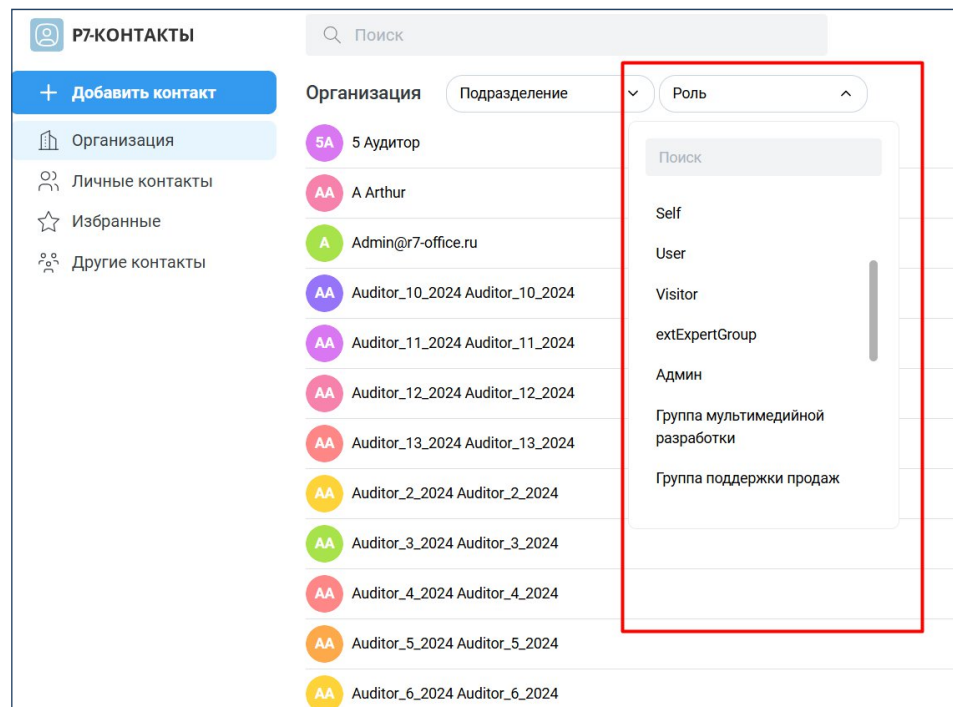 Р7-КОНТАКТЫ
Поиск
Добавить контакт
Организация
Личные контакты
Избранные
Другие контакты
Организация
Подразделение
Роль
5А 5 Аудитор
AA A Arthur
A Admin@r7-office.ru
AA Auditor_10_2024 Auditor_10_2024
AA Auditor_11_2024 Auditor_11_2024
AA Auditor_12_2024 Auditor_12_2024
AA Auditor_13_2024 Auditor_13_2024
AA Auditor_2_2024 Auditor_2_2024
AA Auditor_3_2024 Auditor_3_2024
AA Auditor_4_2024 Auditor_4_2024
AA Auditor_5_2024 Auditor_5_2024
AA Auditor_6_2024 Auditor_6_2024
Поиск
Self
User
Visitor
extExpertGroup
Админ
Группа мультимедийной
разработки
Группа поддержки продаж